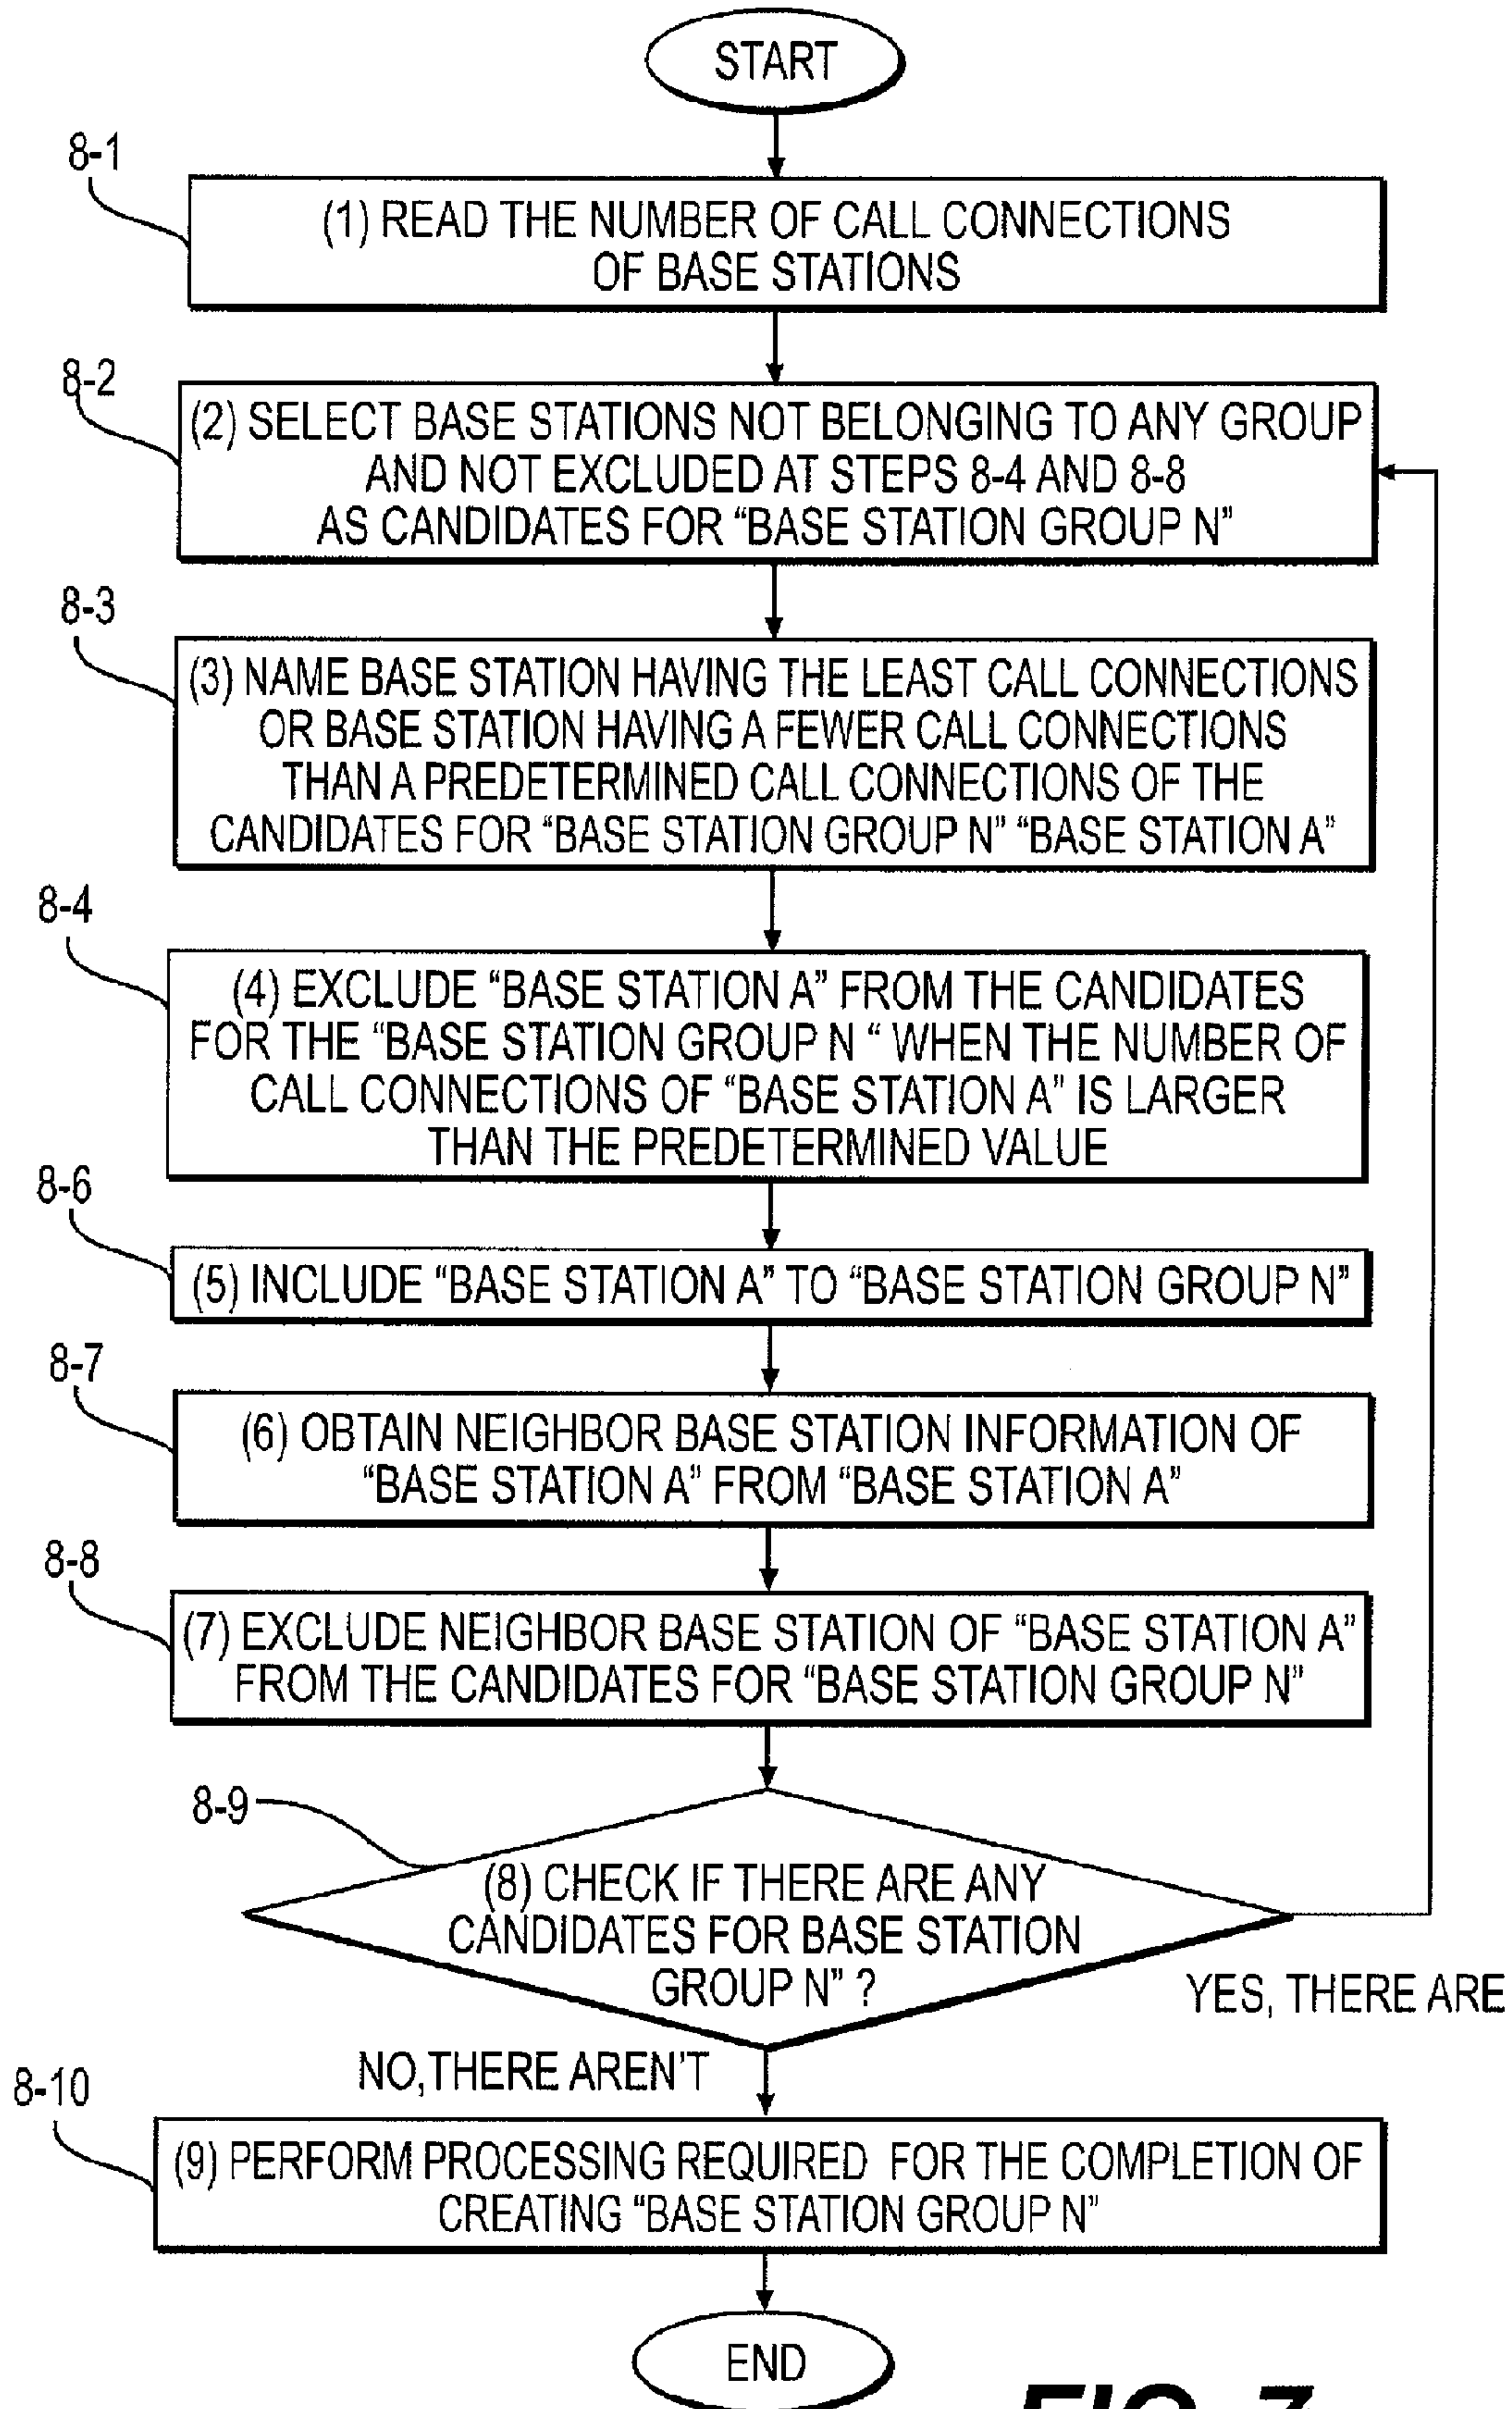 START
8-1
(1) READ THE NUMBER OF CALL CONNECTIONS
OF BASE STATIONS
8-2
(2) SELECT BASE STATIONS NOT BELONGING TO ANY GROUP
AND NOT EXCLUDED AT STEPS 8-4 AND 8-8
AS CANDIDATES FOR “BASE STATION GROUP N”
8-3
(3) NAME BASE STATION HAVING THE LEAST CALL CONNECTIONS
OR BASE STATION HAVING A FEWER CALL CONNECTIONS
THAN A PREDETERMINED CALL CONNECTIONS OF THE
CANDIDATES FOR “BASE STATION GROUP N” “BASE STATION A”
8-4
(4) EXCLUDE “BASE STATION A” FROM THE CANDIDATES
FOR THE “BASE STATION GROUP N “ WHEN THE NUMBER OF
CALL CONNECTIONS OF “BASE STATION A” IS LARGER
THAN THE PREDETERMINED VALUE
8-6
(5) INCLUDE “BASE STATION A” TO “BASE STATION GROUP N”
8-7
(6) OBTAIN NEIGHBOR BASE STATION INFORMATION OF
“BASE STATION A” FROM “BASE STATION A”
8-8
(7) EXCLUDE NEIGHBOR BASE STATION OF “BASE STATION A”
FROM THE CANDIDATES FOR “BASE STATION GROUP N”
8-9
(8) CHECK IF THERE ARE ANY
CANDIDATES FOR BASE STATION
GROUP N” ?
YES, THERE ARE
NO,THERE AREN'T
8-10
(9) PERFORM PROCESSING REQUIRED FOR THE COMPLETION OF
CREATING “BASE STATION GROUP N”
END